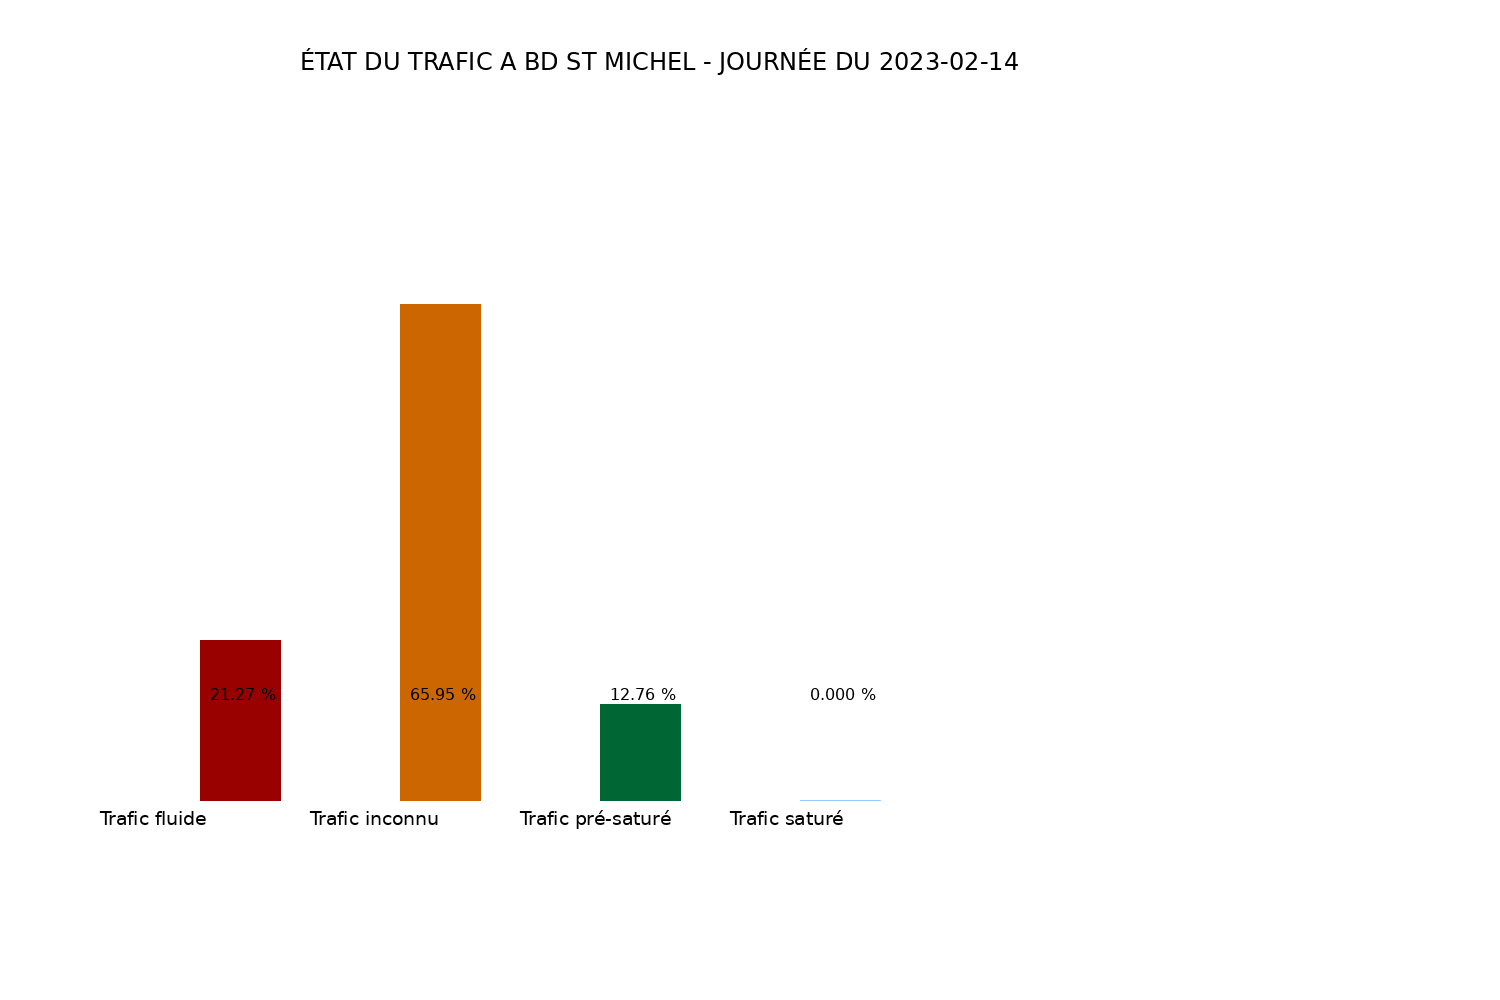 ÉTAT DU TRAFIC A BD ST MICHEL - JOURNÉE DU 2023-02-14
21.27 %
65.95 %
12.76 %
0.000 %
Trafic fluide
Trafic inconnu
Trafic pré-saturé
Trafic saturé